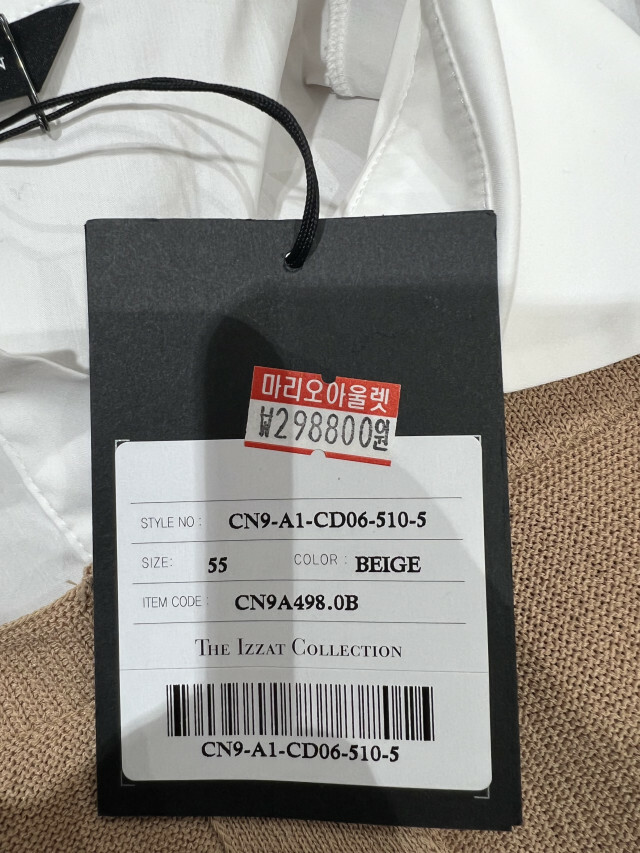 마리오아울렛
₩298800원
STYLE NO : CN9-A1-CD06-510-5
SIZE: 55 COLOR : BEIGE
ITEM CODE : CN9A498.0B
THE IZZAT COLLECTION
CN9-A1-CD06-510-5